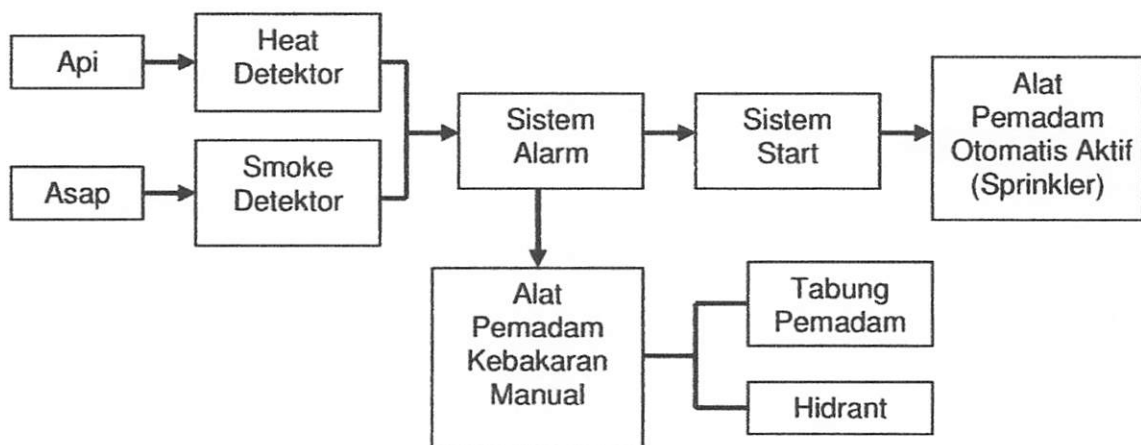 Api
Heat
Detektor
Asap
Smoke
Detektor
Sistem
Alarm
Sistem
Start
Alat
Pemadam
Otomatis Aktif
(Sprinkler)
Alat
Pemadam
Kebakaran
Manual
Tabung
Pemadam
Hidrant